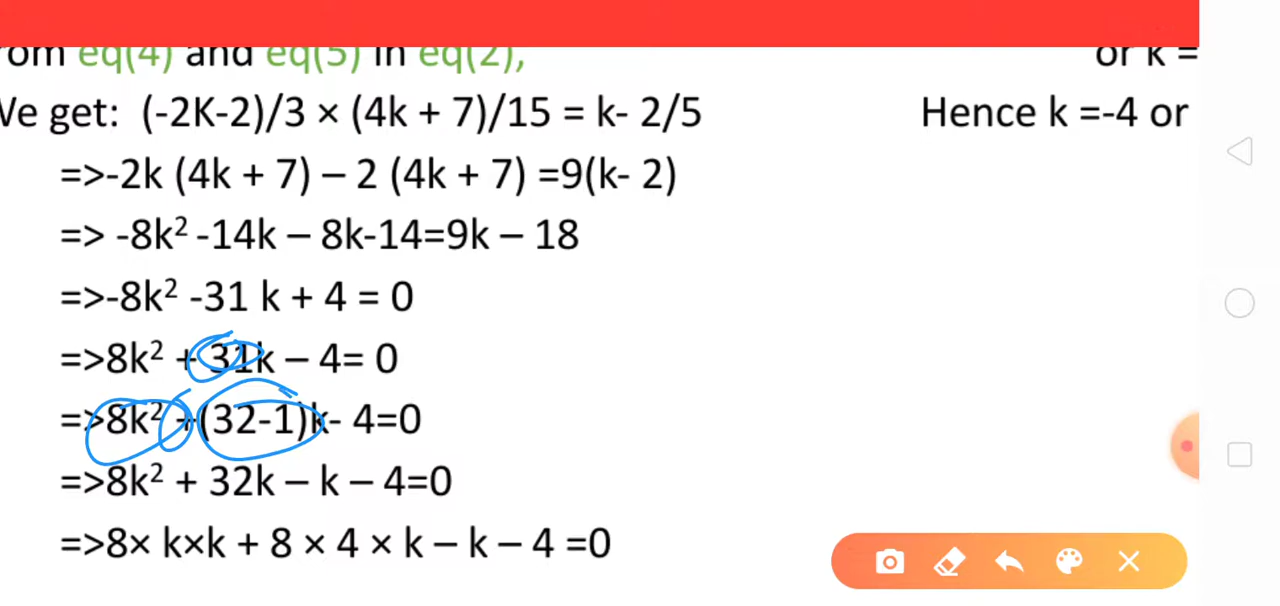 rom eq(4) and eq(5) in eq(2),
or k =
We get: (-2K-2)/3 × (4k + 7)/15 = k- 2/5
Hence k =-4 or
=>-2k (4k + 7) – 2 (4k + 7) =9(k- 2)
=> -8k² -14k – 8k-14=9k – 18
=>-8k² -31 k + 4 = 0
=>8k² + 31k – 4= 0
=>8k² +(32-1)k- 4=0
=>8k² + 32k – k – 4=0
=>8× k×k + 8 × 4 × k – k – 4 =0